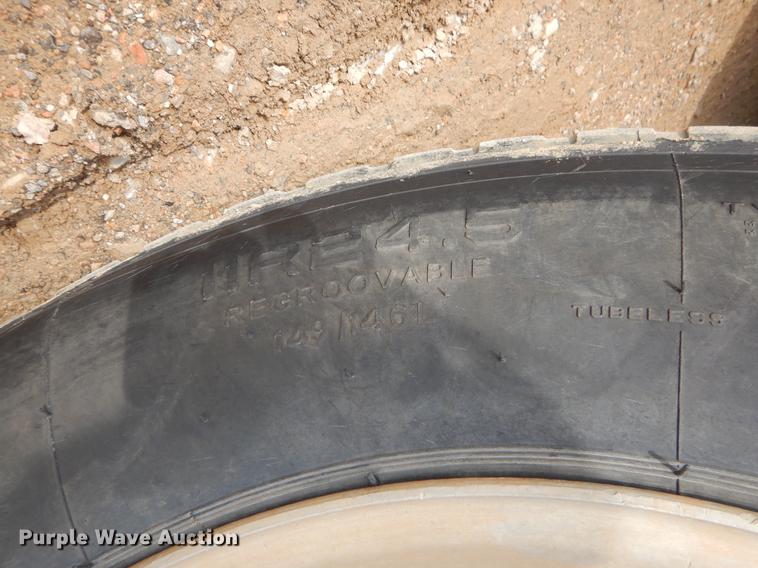 11R24.5
REGROOVABLE
149/146L
TUBELESS
Purple Wave Auction